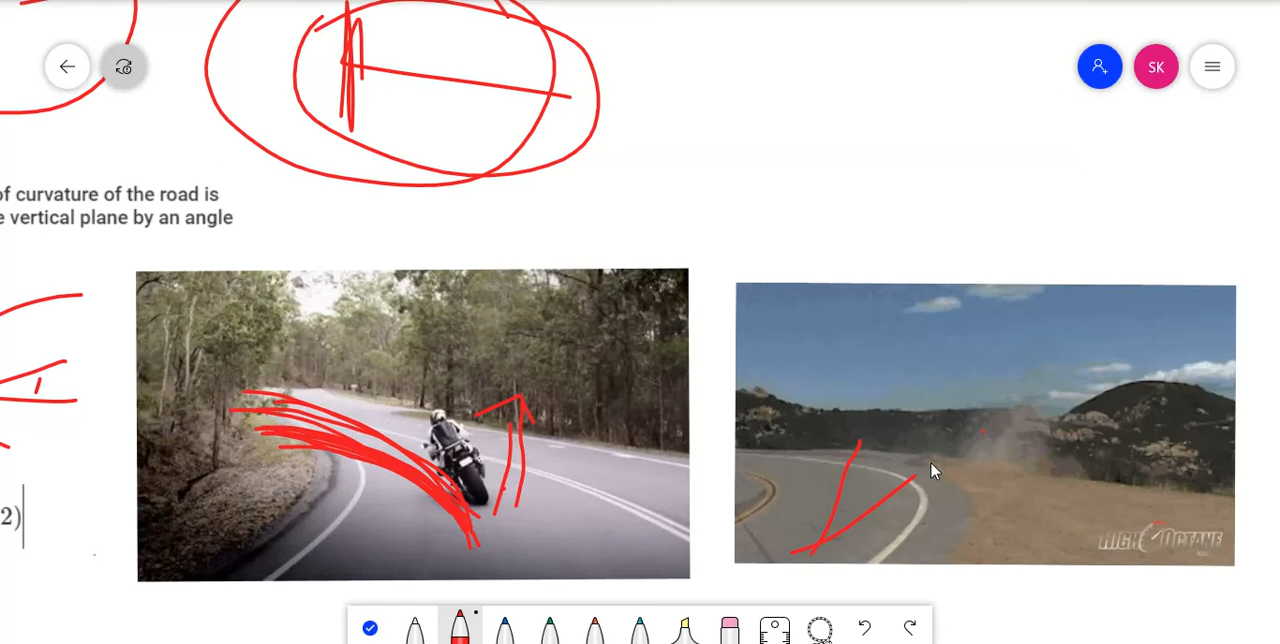 SK
of curvature of the road is
vertical plane by an angle
2)
HIGH OCTANE